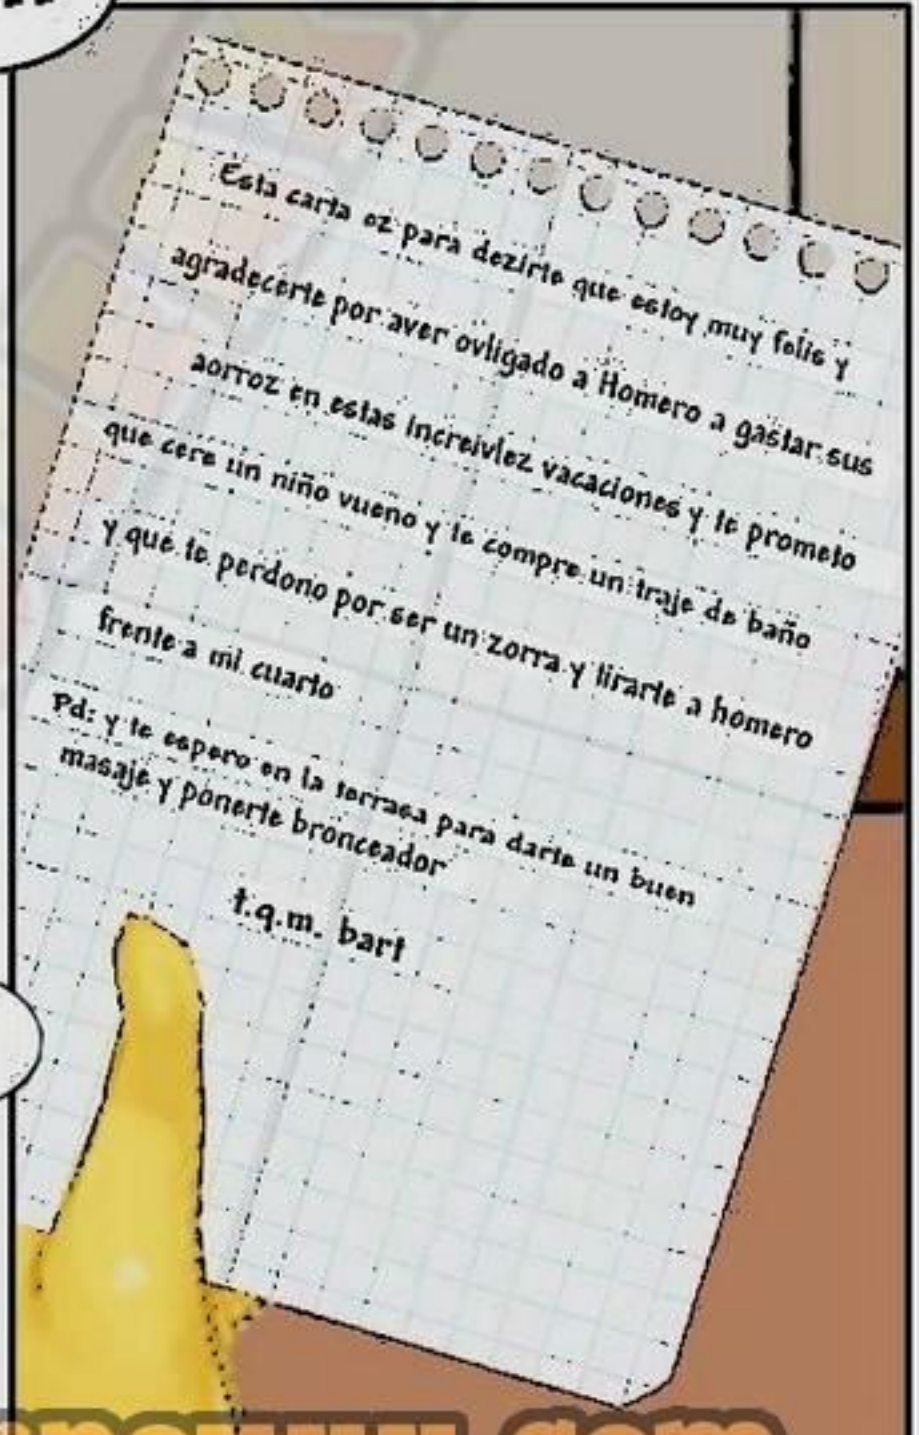 Esta carta ez para dezirte que estoy muy felis y
agradecerte por aver ovligado a Homero a gastar sus
aorroz en estas increivlez vacaciones y te prometo
que cere un niño vueno y te compre un traje de baño
y que te perdono por ser un zorra y tirarte a homero
frente a mi cuarto
Pd: y te espero en la terrasa para darte un buen
masaje y ponerte bronceador
t.q.m. bart